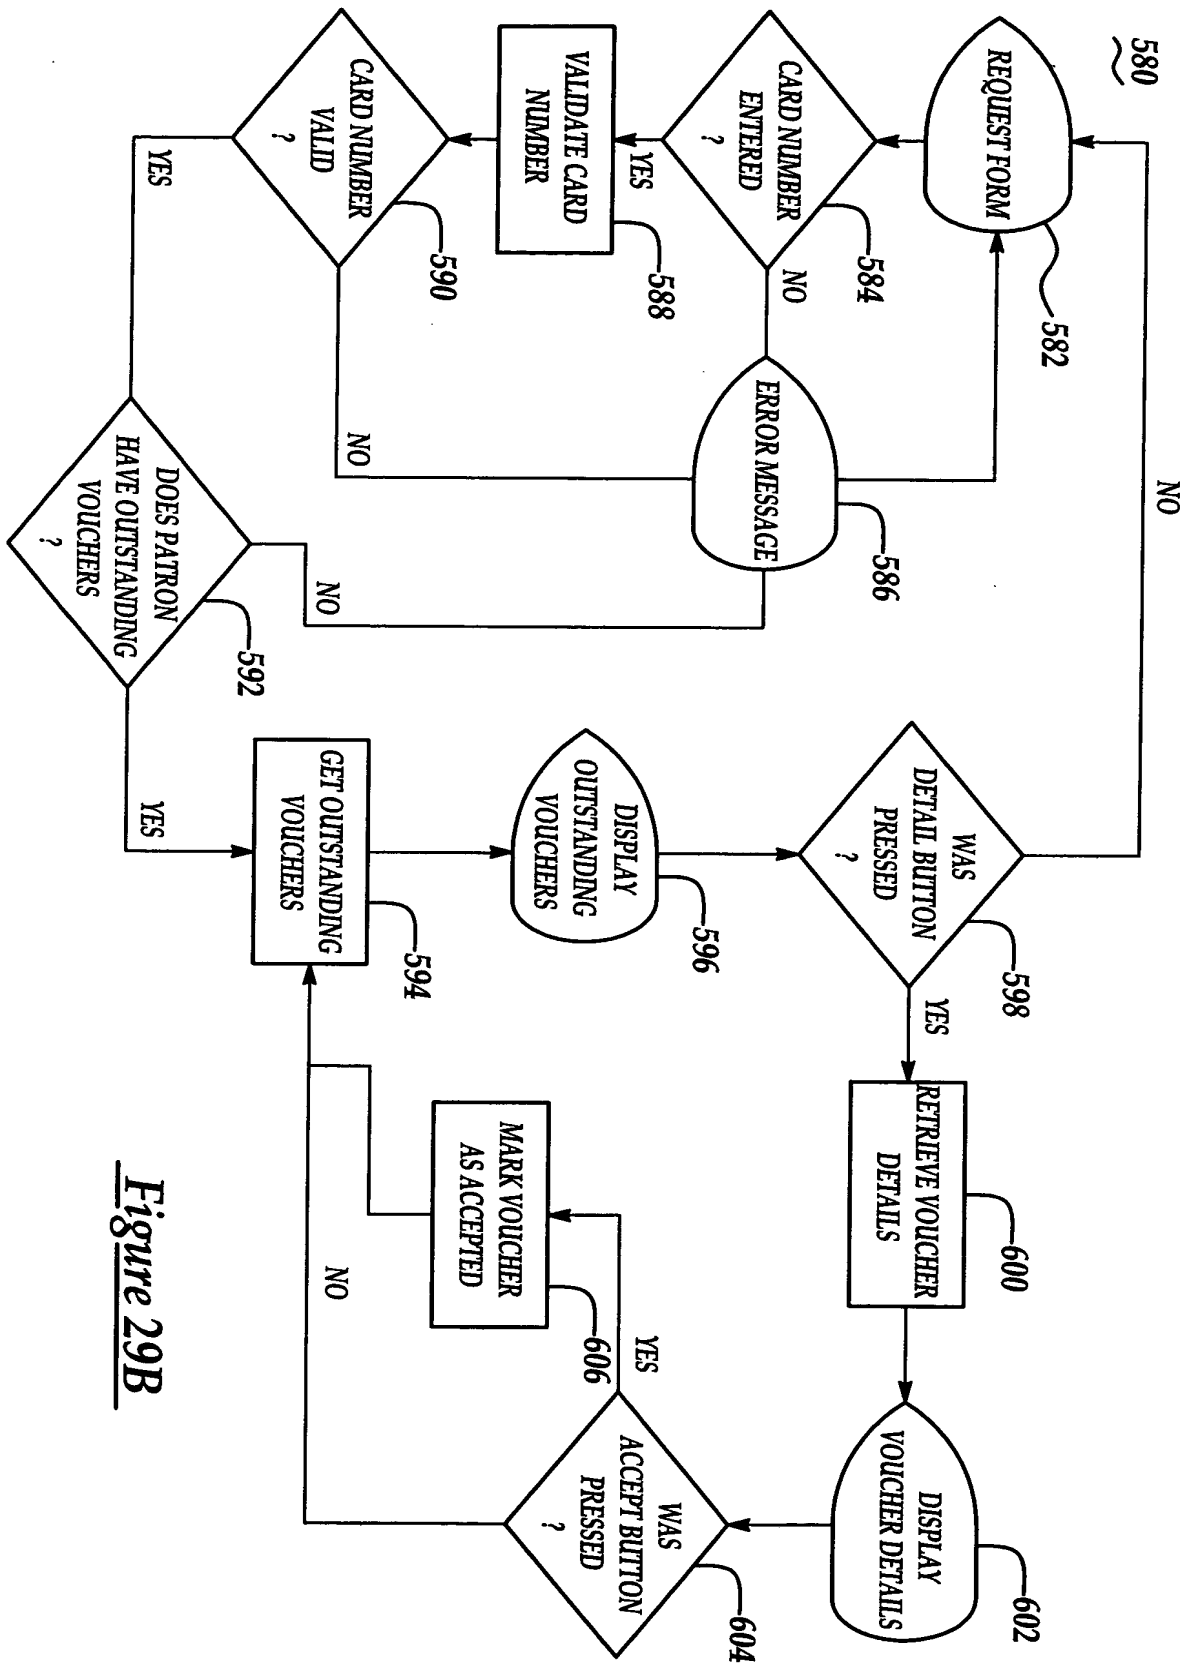 580
REQUEST FORM
582
CARD NUMBER
ENTERED
?
584
NO
YES
ERROR MESSAGE
586
VALIDATE CARD
NUMBER
588
CARD NUMBER
VALID
?
590
NO
YES
DOES PATRON
HAVE OUTSTANDING
VOUCHERS
?
592
NO
YES
GET OUTSTANDING
VOUCHERS
594
DISPLAY
OUTSTANDING
VOUCHERS
596
WAS
DETAIL BUTTON
PRESSED
?
598
NO
YES
RETRIEVE VOUCHER
DETAILS
600
DISPLAY
VOUCHER DETAILS
602
WAS
ACCEPT BUTTON
PRESSED
?
604
YES
NO
MARK VOUCHER
AS ACCEPTED
606
Figure 29B